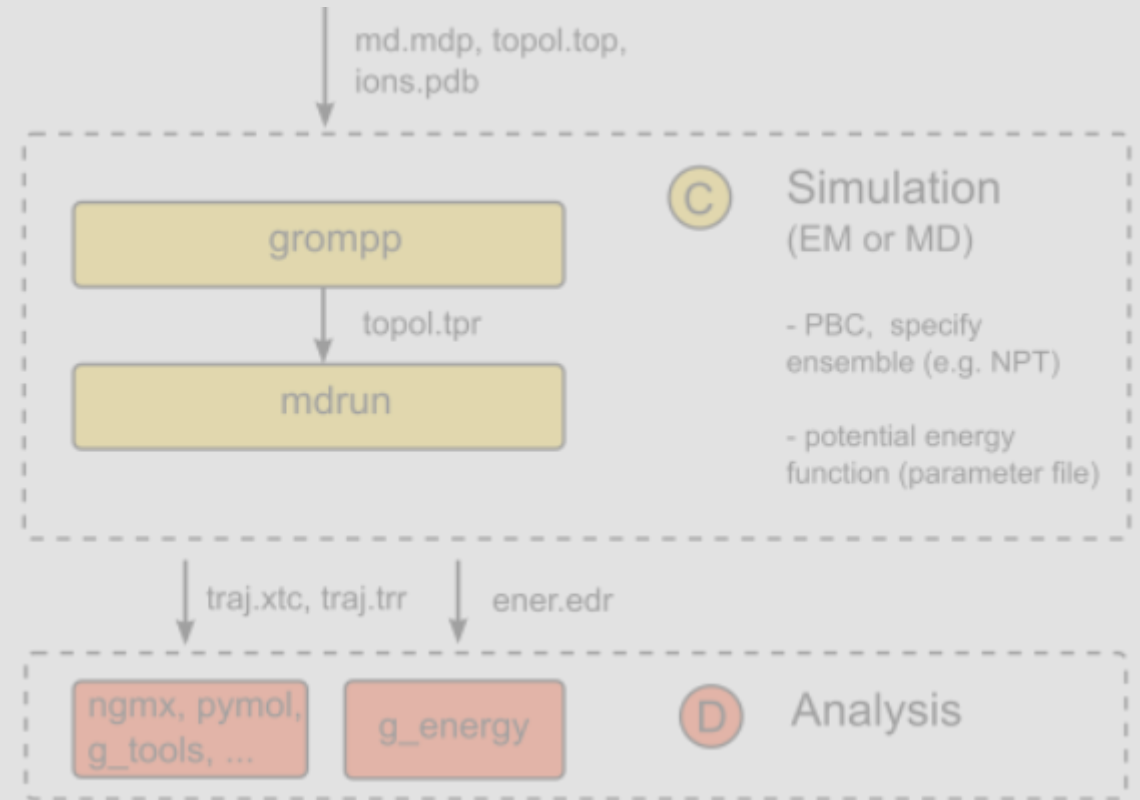 md.mdp, topol.top,
ions.pdb
C
Simulation
(EM or MD)
grompp
topol.tpr
mdrun
- PBC, specify
ensemble (e.g. NPT)
- potential energy
function (parameter file)
traj.xtc, traj.trr
ener.edr
ngmx, pymol,
g_tools, ...
g_energy
D
Analysis